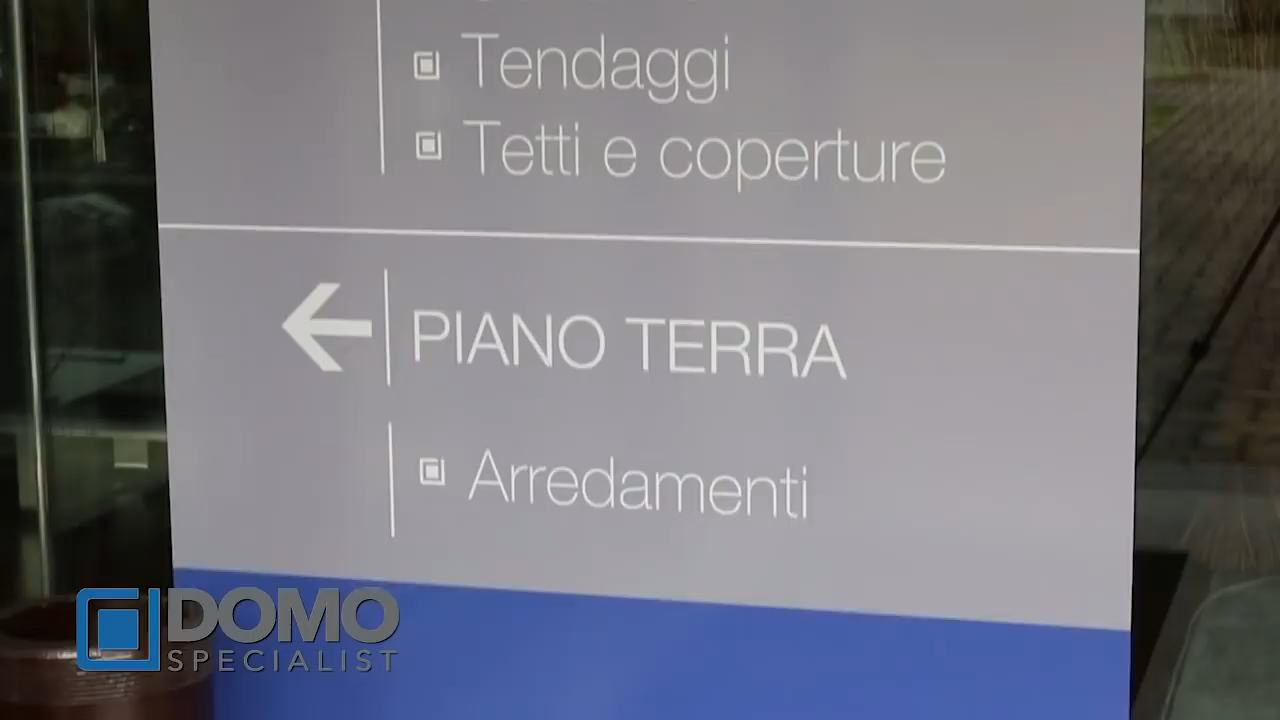 Tendaggi
Tetti e coperture
PIANO TERRA
Arredamenti
DOMO
SPECIALIST